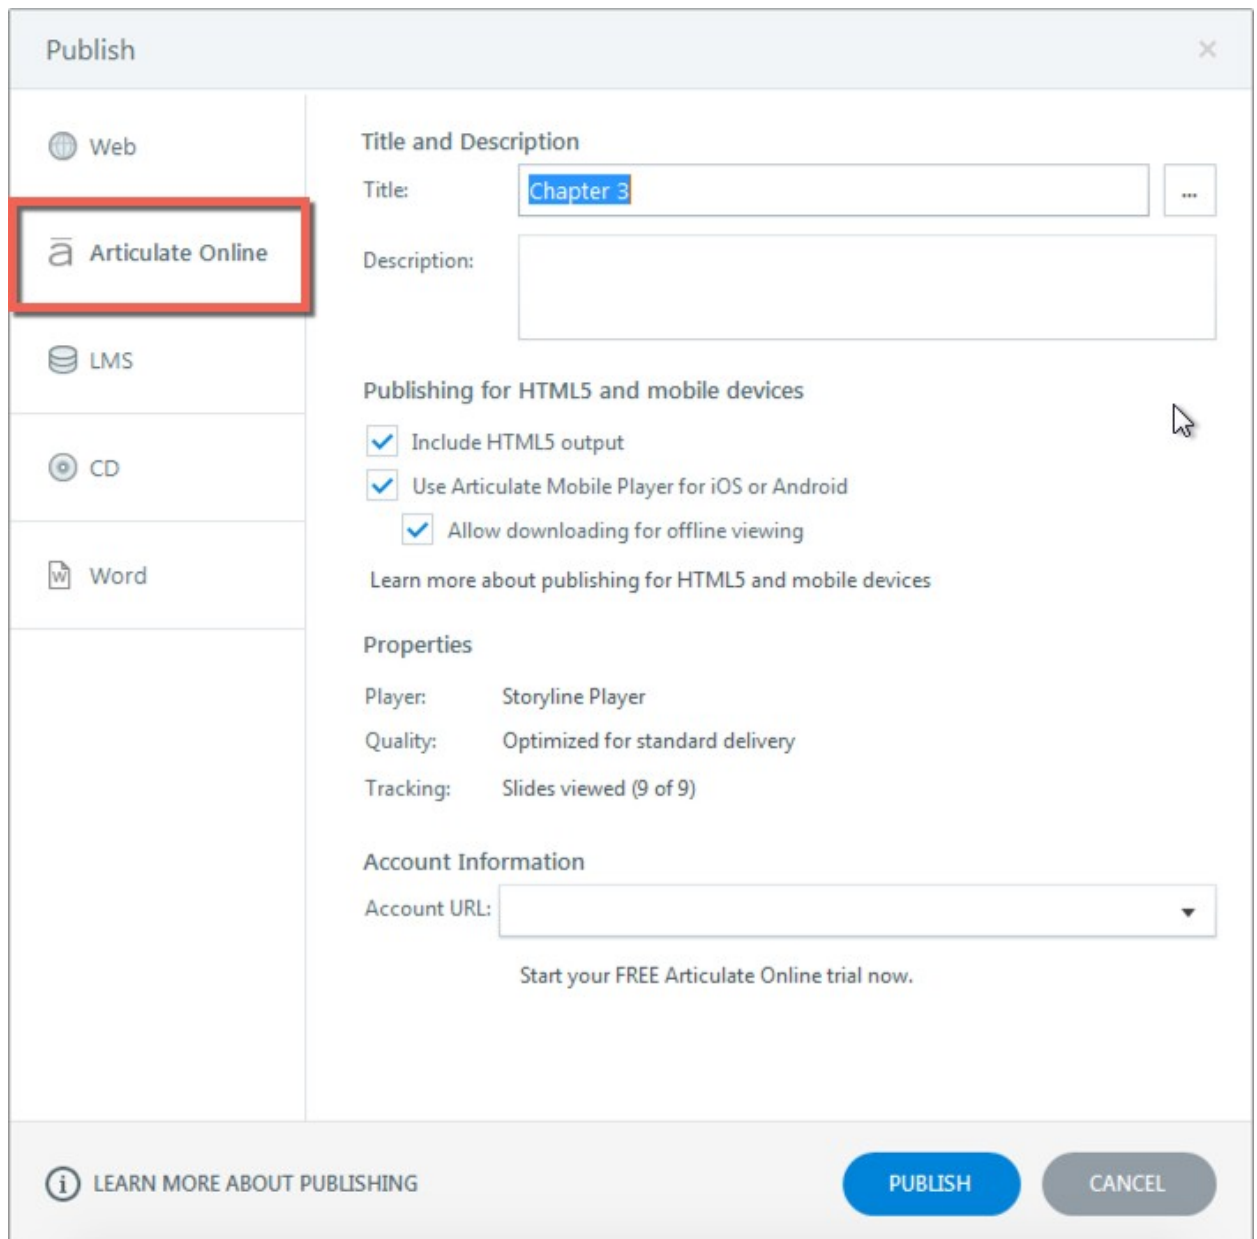 Publish
Web
Articulate Online
LMS
CD
Word
Title and Description
Title: Chapter 3 ...
Description:
Publishing for HTML5 and mobile devices
Include HTML5 output
Use Articulate Mobile Player for iOS or Android
Allow downloading for offline viewing
Learn more about publishing for HTML5 and mobile devices
Properties
Player: Storyline Player
Quality: Optimized for standard delivery
Tracking: Slides viewed (9 of 9)
Account Information
Account URL:
Start your FREE Articulate Online trial now.
LEARN MORE ABOUT PUBLISHING
PUBLISH CANCEL